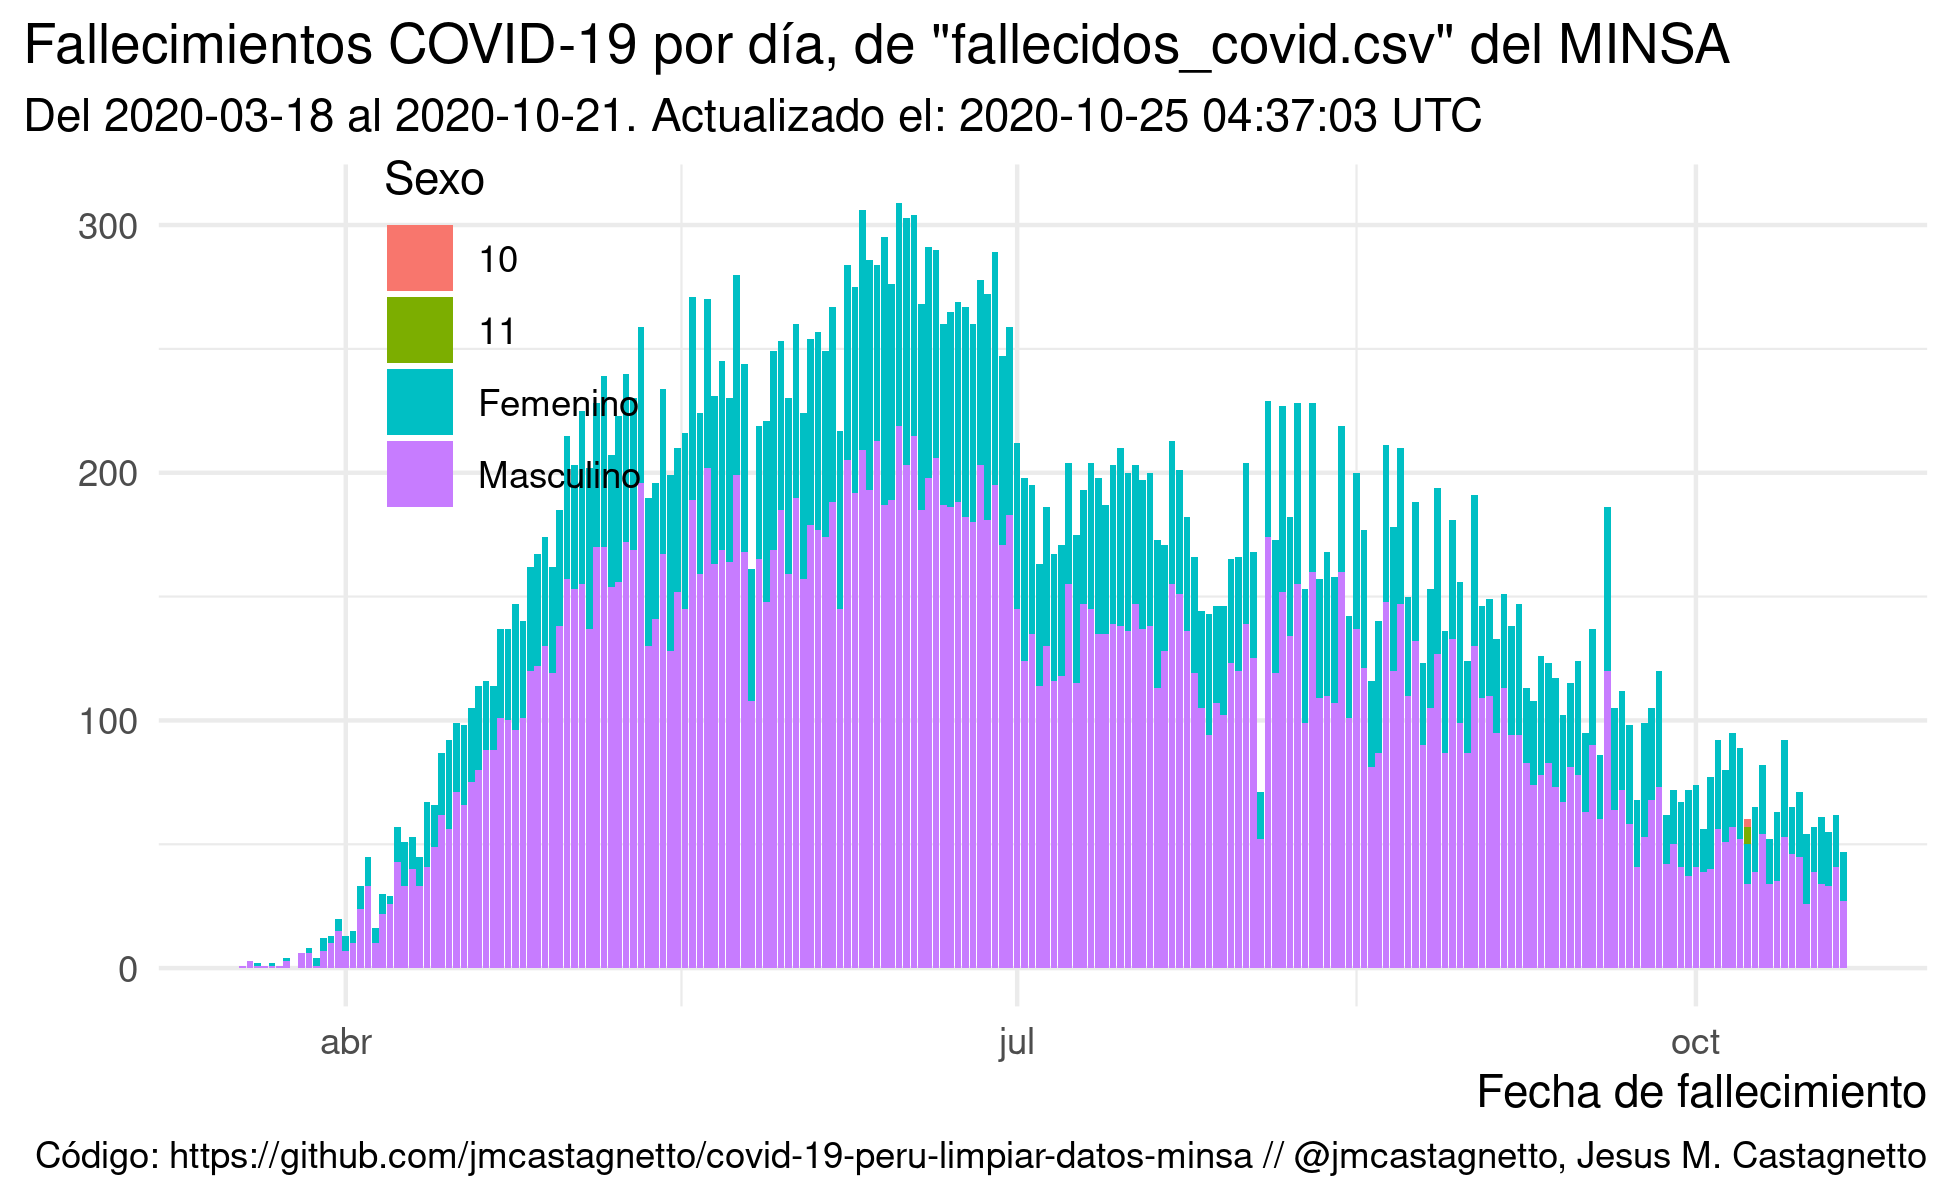 Fallecimientos COVID-19 por día, de "fallecidos_covid.csv" del MINSA
Del 2020-03-18 al 2020-10-21. Actualizado el: 2020-10-25 04:37:03 UTC
Sexo
10
11
Femenino
Masculino
300
200
100
0
abr
jul
oct
Fecha de fallecimiento
Código: https://github.com/jmcastagnetto/covid-19-peru-limpiar-datos-minsa // @jmcastagnetto, Jesus M. Castagnetto